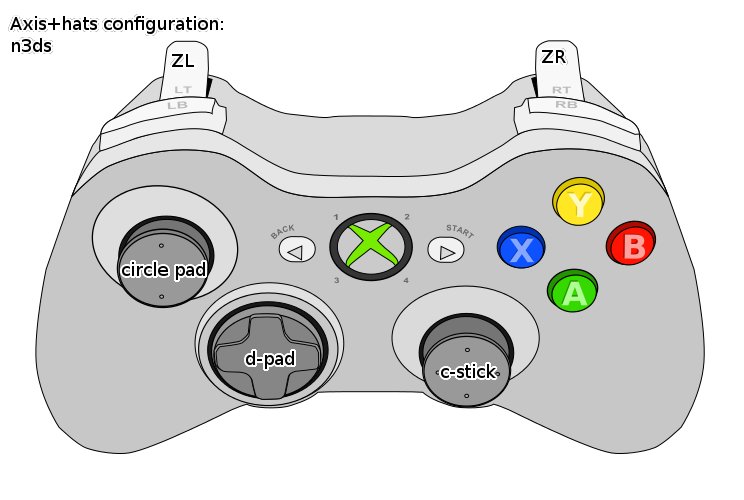 Axis+hats configuration:
n3ds
ZL
ZR
LT
RT
LB
RB
1
2
BACK
START
3
4
Y
X
B
A
circle pad
d-pad
c-stick